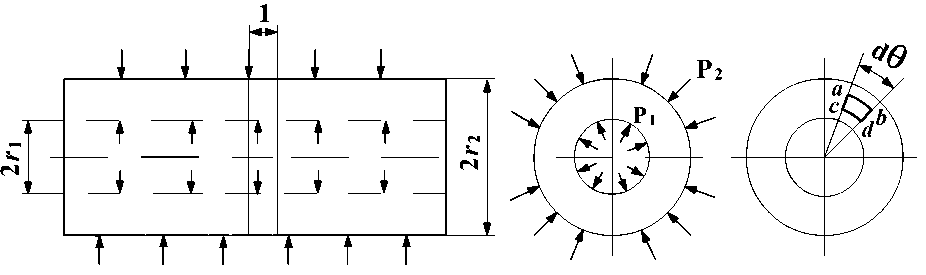 1
2r₁
2r₂
P₂
P₁
dθ
a
c
b
d